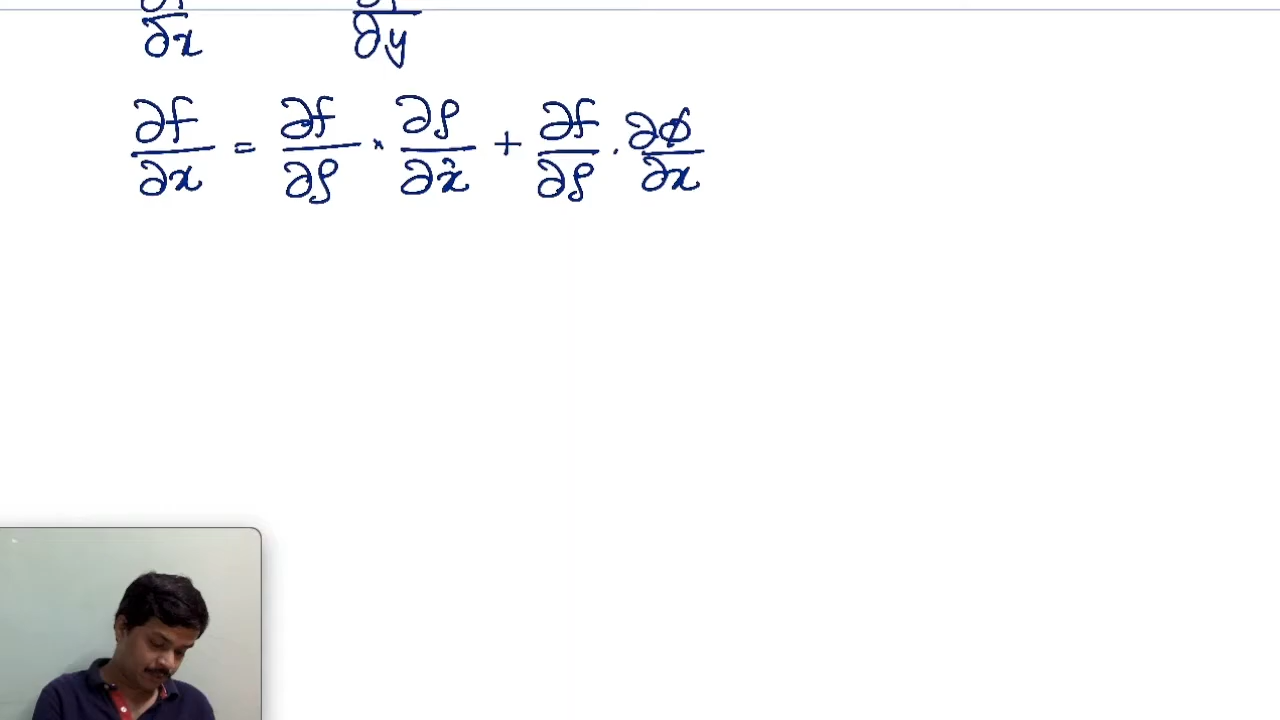 ∂f/∂x ∂f/∂y
∂f/∂x = ∂f/∂ρ × ∂ρ/∂x + ∂f/∂ρ · ∂φ/∂x